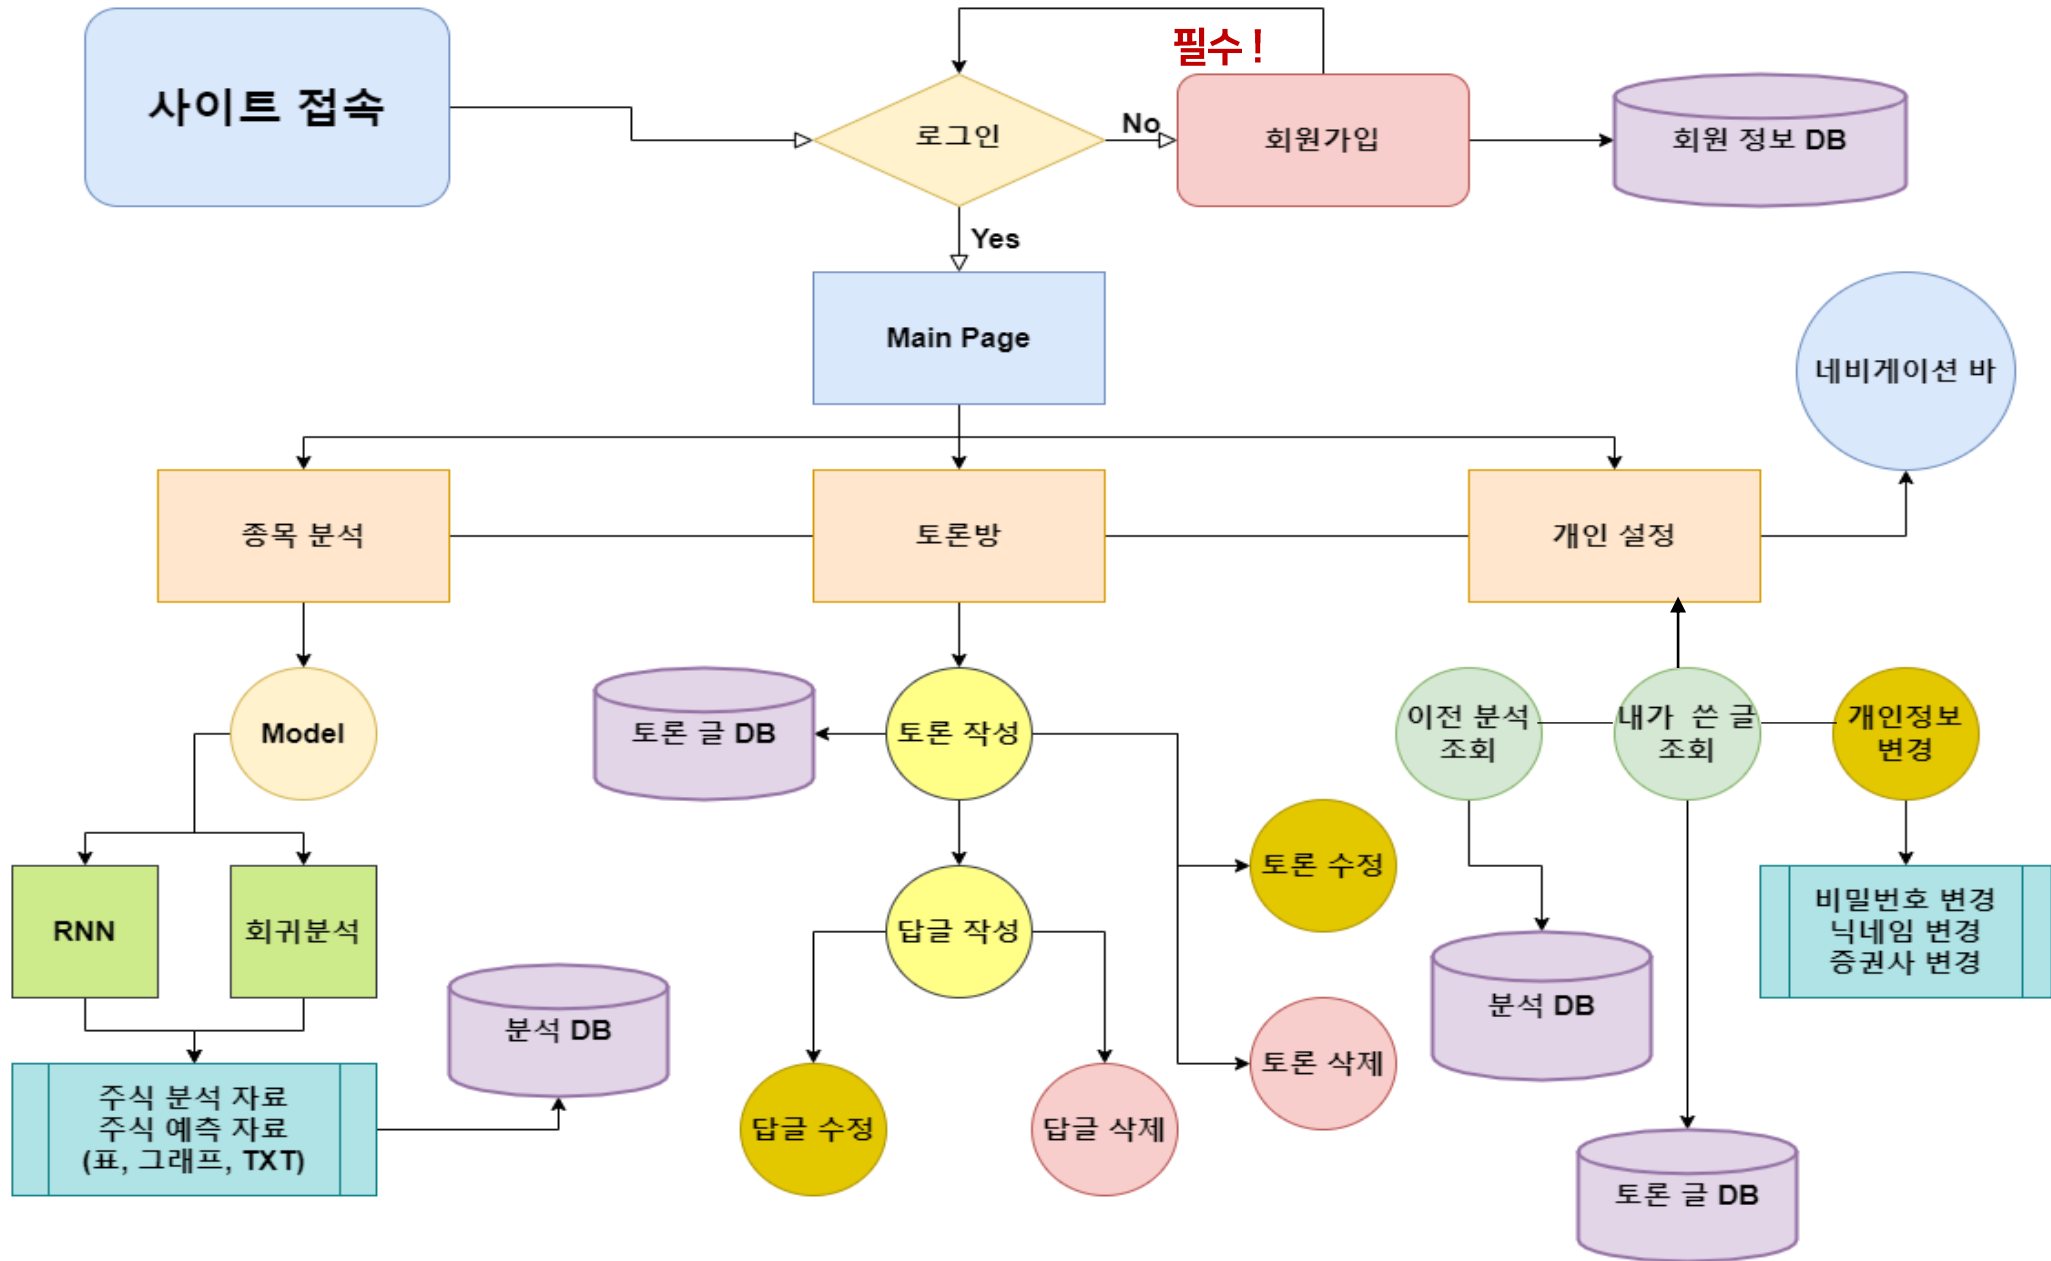 필수 !
사이트 접속
로그인
No
회원가입
회원 정보 DB
Yes
Main Page
네비게이션 바
종목 분석
토론방
개인 설정
Model
토론 글 DB
토론 작성
이전 분석
조회
내가 쓴 글
조회
개인정보
변경
토론 수정
RNN
회귀분석
답글 작성
비밀번호 변경
닉네임 변경
증권사 변경
분석 DB
분석 DB
토론 삭제
주식 분석 자료
주식 예측 자료
(표, 그래프, TXT)
답글 수정
답글 삭제
토론 글 DB